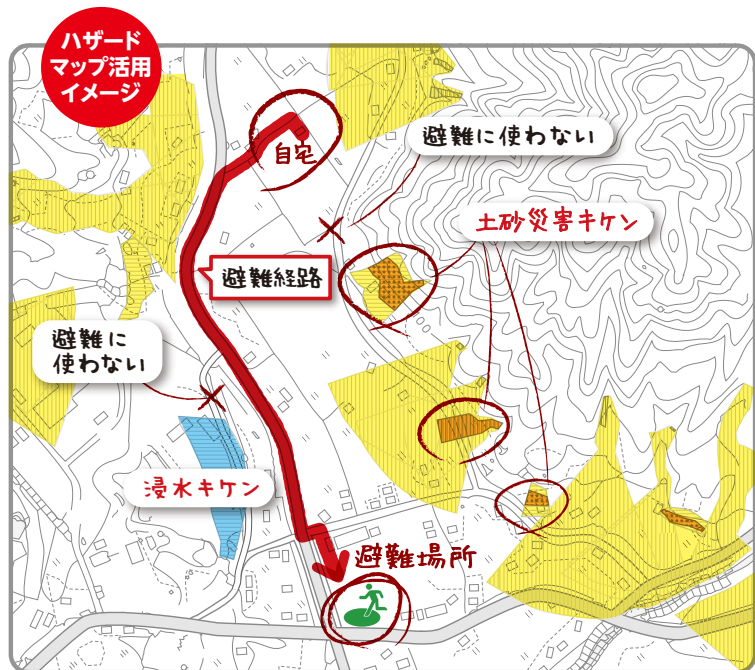 ハザード
マップ活用
イメージ
自宅
避難に使わない
土砂災害キケン
避難経路
避難に
使わない
浸水キケン
避難場所